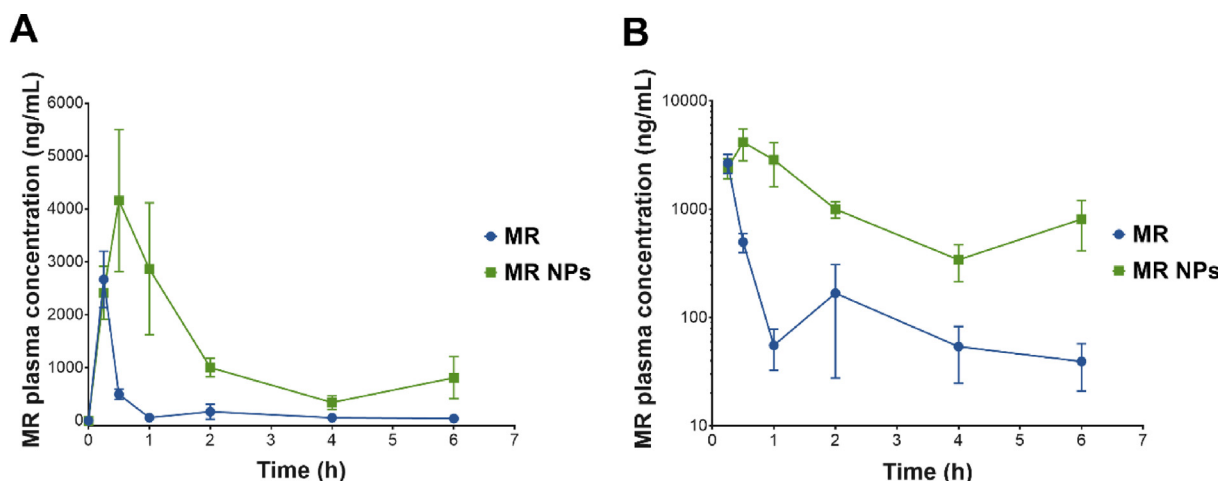 A
MR plasma concentration (ng/mL)
6000
5000
4000
3000
2000
1000
0
0 1 2 3 4 5 6 7
Time (h)
MR
MR NPs
B
MR plasma concentration (ng/mL)
10000
1000
100
10
0 1 2 3 4 5 6 7
Time (h)
MR
MR NPs